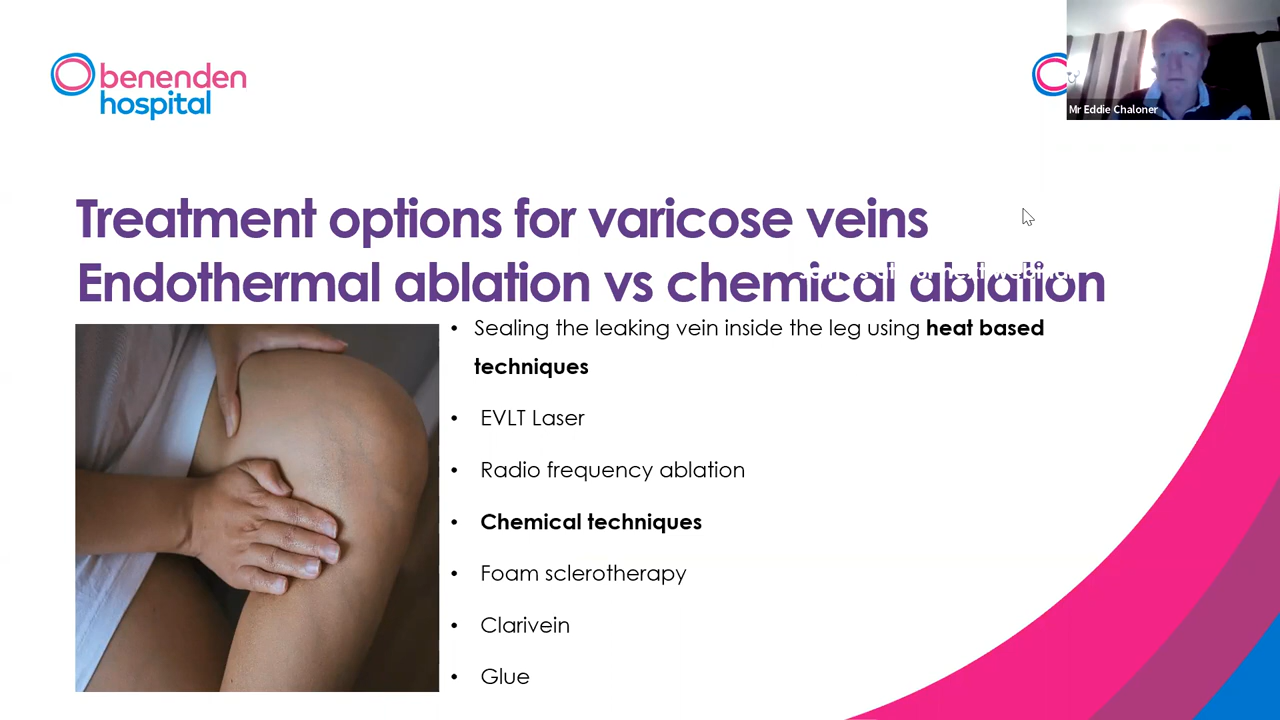 benenden
hospital
Mr Eddie Chaloner
Treatment options for varicose veins
Endothermal ablation vs chemical ablation
• Sealing the leaking vein inside the leg using heat based
techniques
• EVLT Laser
• Radio frequency ablation
• Chemical techniques
• Foam sclerotherapy
• Clarivein
• Glue